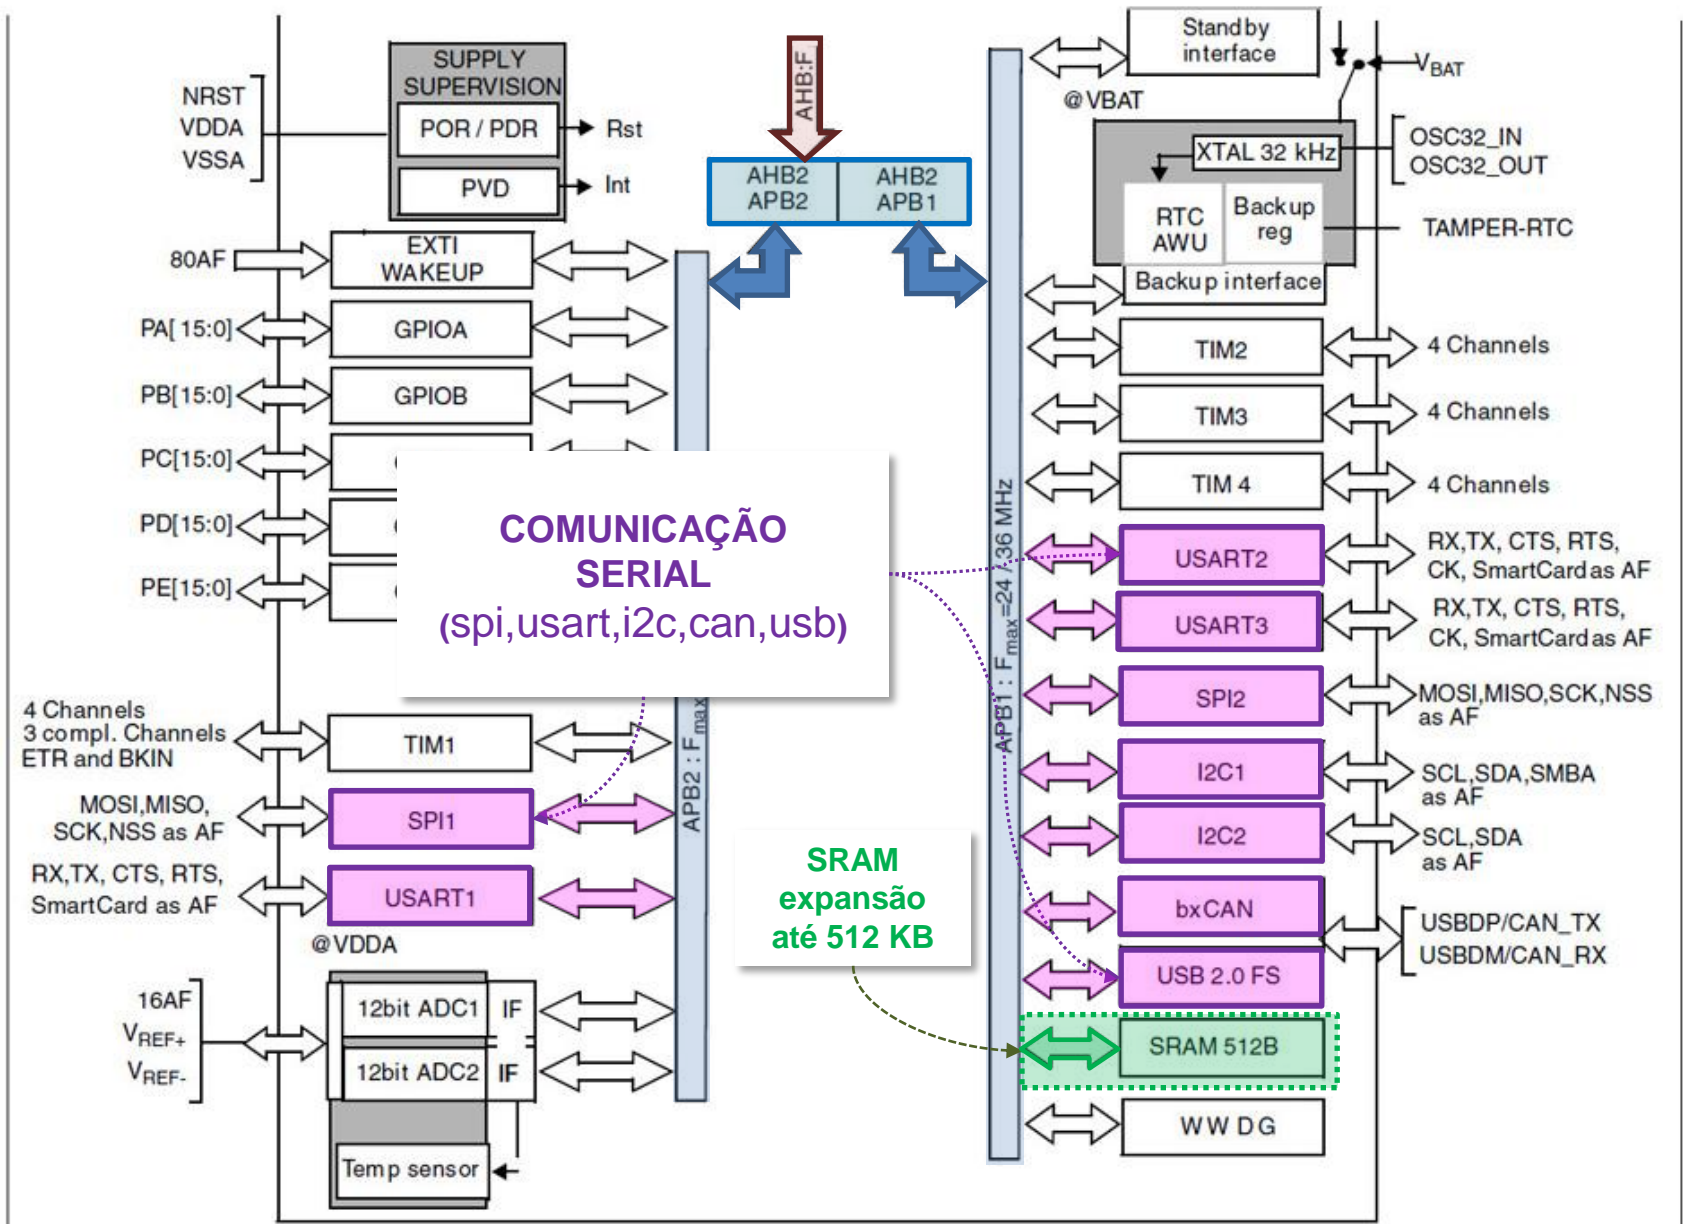 SUPPLY
SUPERVISION
NRST
VDDA
VSSA
POR / PDR
Rst
PVD
Int
80AF
EXTI
WAKEUP
PA[ 15:0]
GPIOA
PB[15:0]
GPIOB
PC[15:0]
PD[15:0]
PE[15:0]
4 Channels
3 compl. Channels
ETR and BKIN
TIM1
MOSI,MISO,
SCK,NSS as AF
SPI1
RX,TX, CTS, RTS,
SmartCard as AF
USART1
@VDDA
16AF
VREF+
VREF-
12bit ADC1
IF
12bit ADC2
IF
Temp sensor
AHB:F
AHB2
APB2
AHB2
APB1
APB2 : Fmax
COMUNICAÇÃO
SERIAL
(spi,usart,i2c,can,usb)
SRAM
expansão
até 512 KB
APB1 : Fmax=24 / 36 MHz
Standby
interface
VBAT
@VBAT
XTAL 32 kHz
OSC32_IN
OSC32_OUT
RTC
AWU
Backup
reg
TAMPER-RTC
Backup interface
TIM2
4 Channels
TIM3
4 Channels
TIM 4
4 Channels
USART2
RX,TX, CTS, RTS,
CK, SmartCard as AF
USART3
RX,TX, CTS, RTS,
CK, SmartCard as AF
SPI2
MOSI,MISO,SCK,NSS
as AF
I2C1
SCL,SDA,SMBA
as AF
I2C2
SCL,SDA
as AF
bxCAN
USBDP/CAN_TX
USBDM/CAN_RX
USB 2.0 FS
SRAM 512B
WWDG